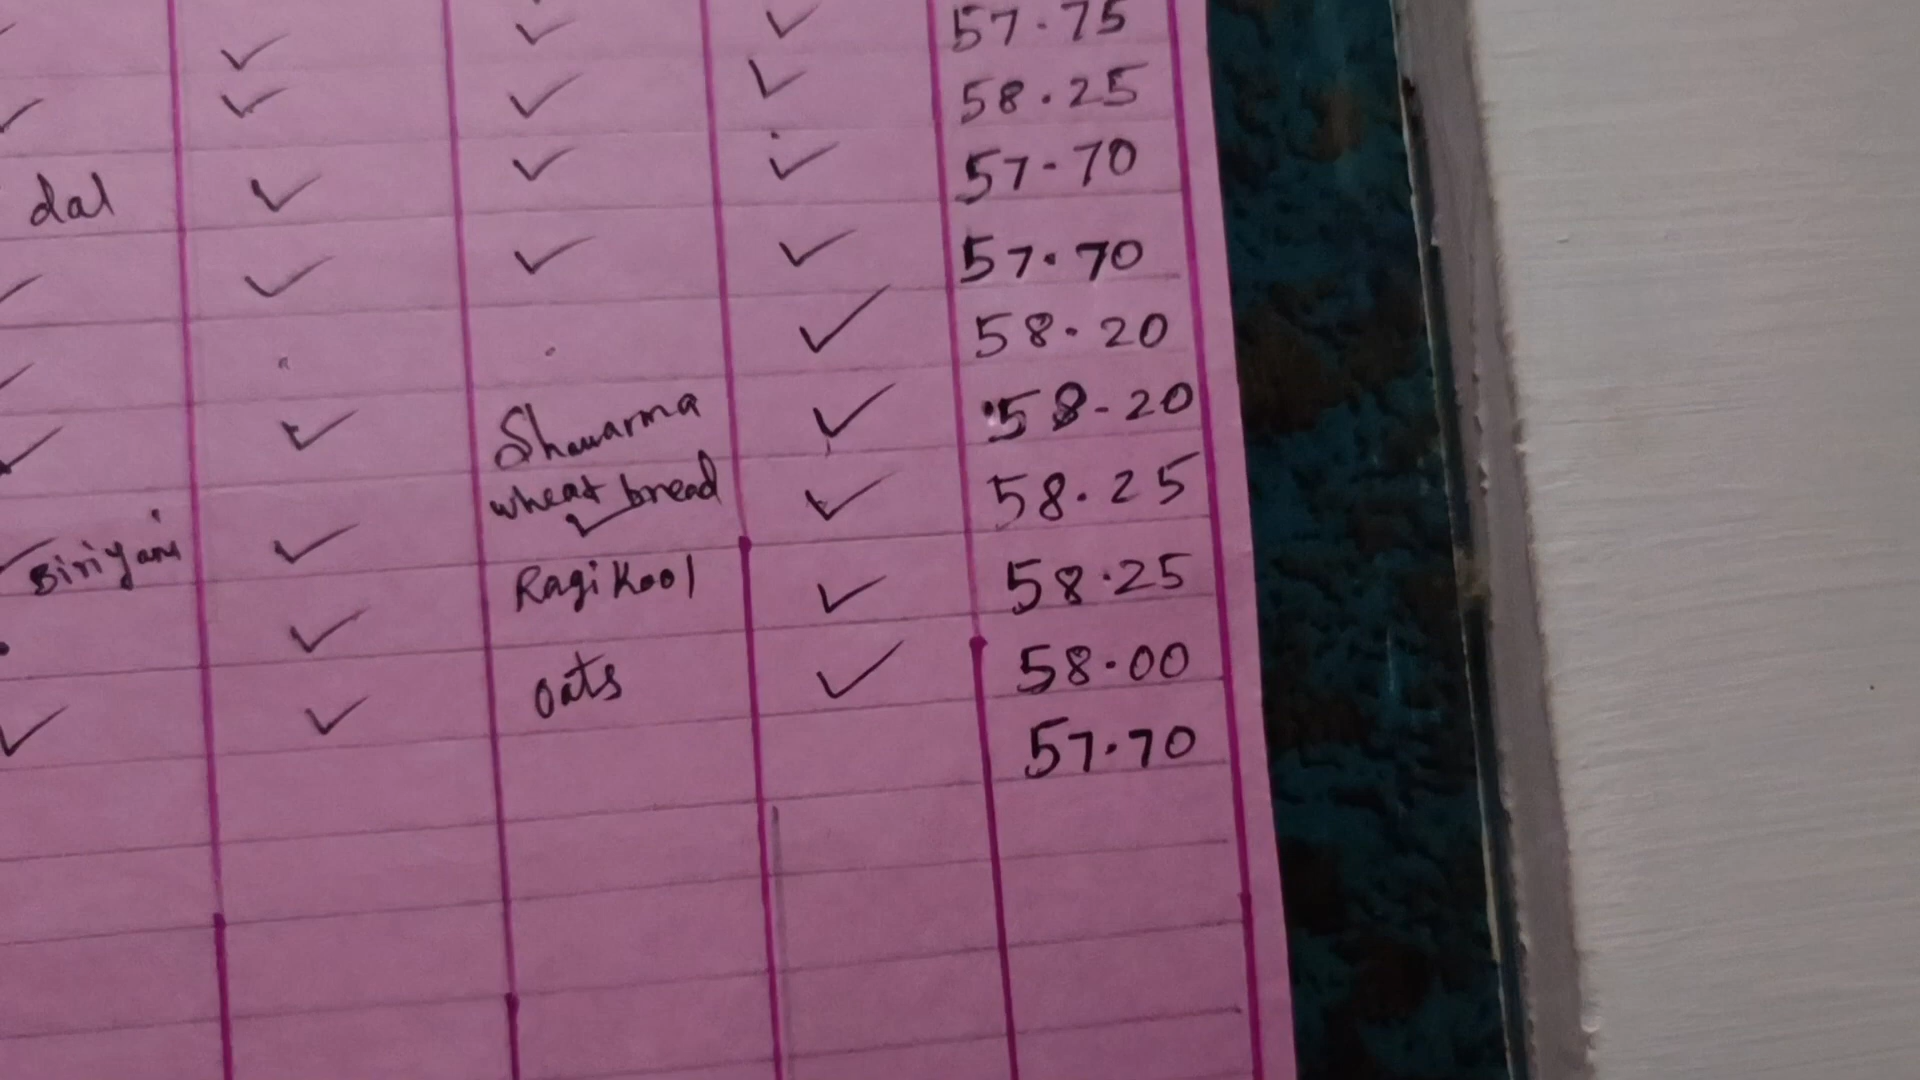 57.75
58.25
57-70
dal
57.70
58-20
Shawarma
58-20
wheat bread
58.25
Biriyani
Ragi Kool
58.25
oats
58.00
57.70